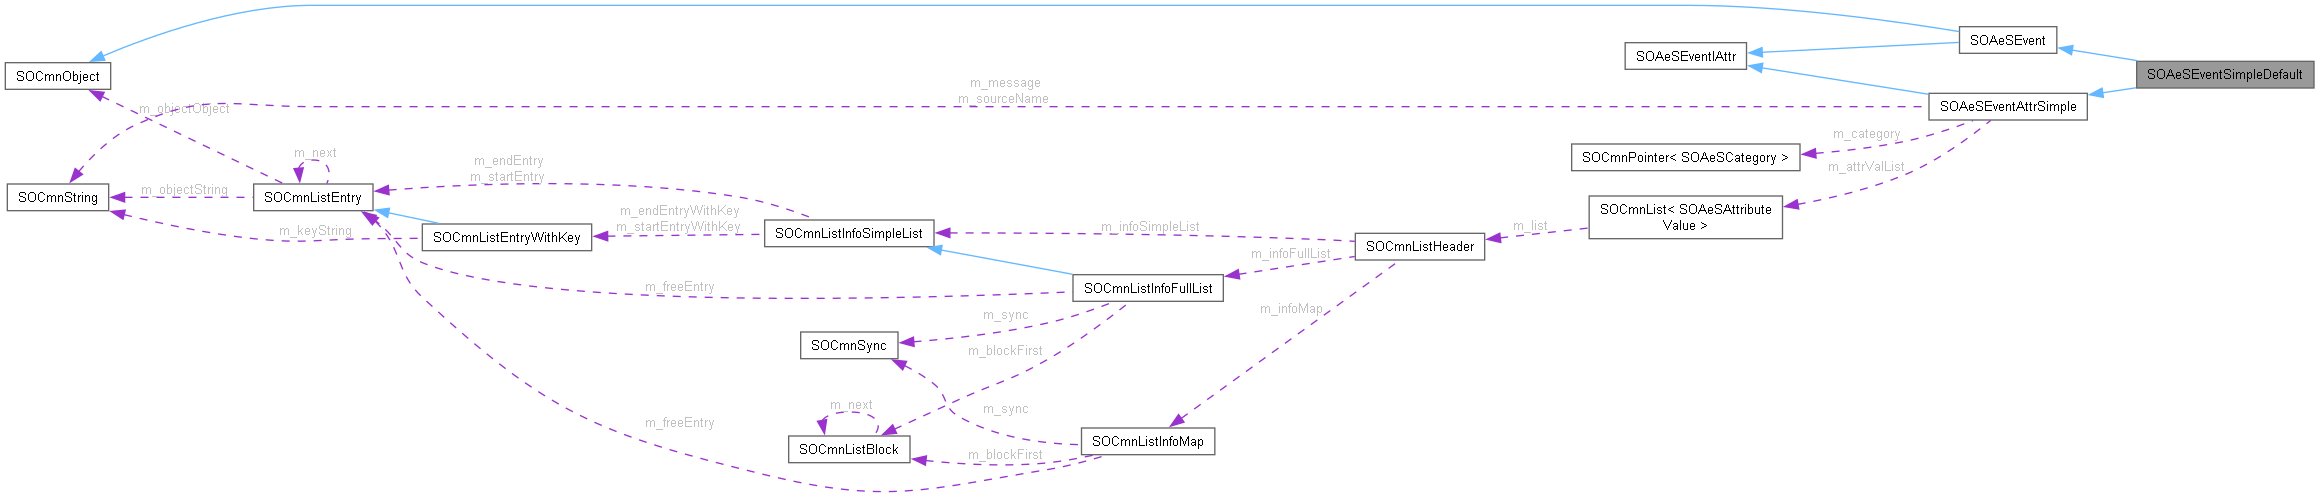 SOAeSEvent
SOAeSEventIAttr
SOCmnObject
SOAeSEventSimpleDefault
m_message
m_sourceName
SOAeSEventAttrSimple
m_objectObject
m_category
m_next
SOCmnPointer< SOAeSCategory >
m_endEntry
m_startEntry
m_attrValList
SOCmnString
m_objectString
SOCmnListEntry
SOCmnList< SOAeSAttribute
Value >
m_endEntryWithKey
m_startEntryWithKey
m_keyString
SOCmnListEntryWithKey
SOCmnListInfoSimpleList
m_infoSimpleList
m_list
SOCmnListHeader
m_infoFullList
m_freeEntry
SOCmnListInfoFullList
m_infoMap
m_sync
SOCmnSync
m_blockFirst
m_next
m_sync
m_freeEntry
SOCmnListBlock
SOCmnListInfoMap
m_blockFirst